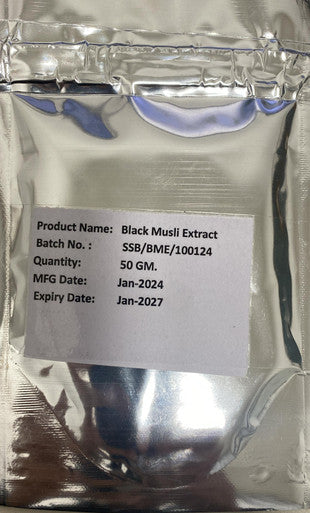 Product Name: Black Musli Extract
Batch No. : SSB/BME/100124
Quantity: 50 GM.
MFG Date: Jan-2024
Expiry Date: Jan-2027